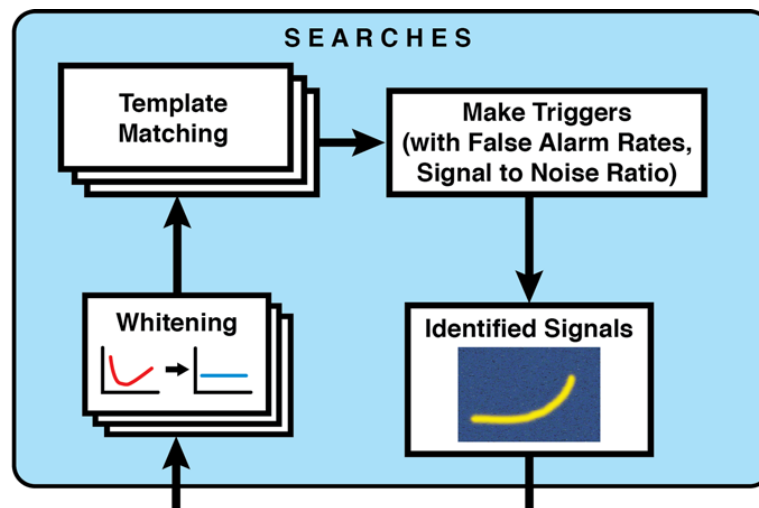 SEARCHES
Template
Matching
Make Triggers
(with False Alarm Rates,
Signal to Noise Ratio)
Whitening
Identified Signals